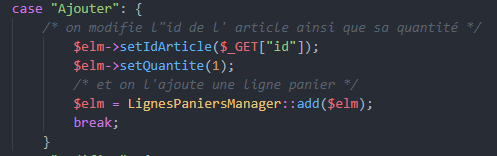 case "Ajouter": {
/* on modifie l"id de l' article ainsi que sa quantité */
$elm->setIdArticle($_GET["id"]);
$elm->setQuantite(1);
/* et on l'ajoute une ligne panier */
$elm = LignesPaniersManager::add($elm);
break;
}